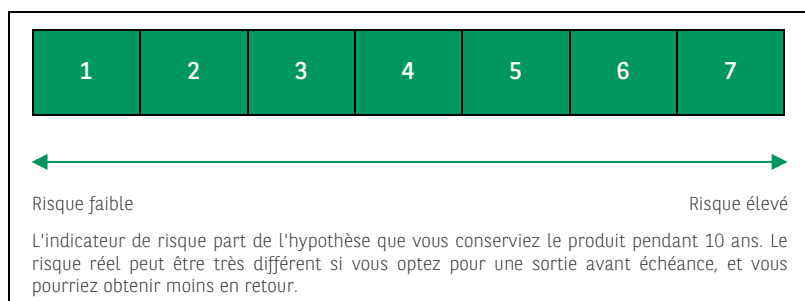 1 2 3 4 5 6 7
Risque faible Risque élevé
L'indicateur de risque part de l'hypothèse que vous conserviez le produit pendant 10 ans. Le
risque réel peut être très différent si vous optez pour une sortie avant échéance, et vous
pourriez obtenir moins en retour.